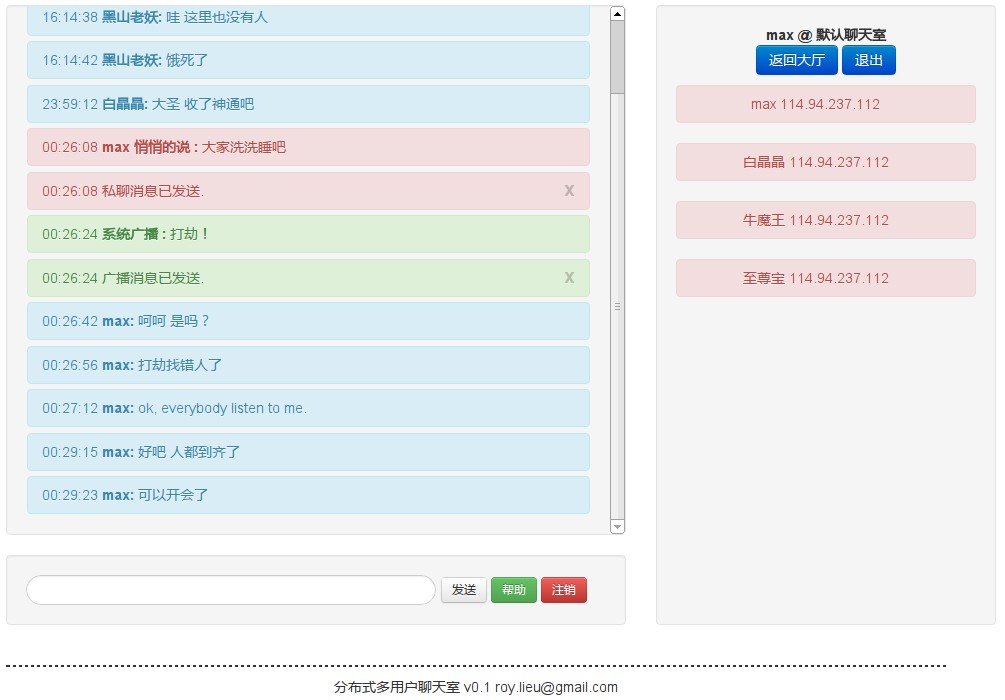 16:14:38 黑山老妖: 哇 这里也没有人
16:14:42 黑山老妖: 饿死了
23:59:12 白晶晶: 大圣 收了神通吧
00:26:08 max 悄悄的说 : 大家洗洗睡吧
00:26:08 私聊消息已发送. X
00:26:24 系统广播 : 打劫！
00:26:24 广播消息已发送. X
00:26:42 max: 呵呵 是吗？
00:26:56 max: 打劫找错人了
00:27:12 max: ok, everybody listen to me.
00:29:15 max: 好吧 人都到齐了
00:29:23 max: 可以开会了
发送 帮助 注销
max @ 默认聊天室
返回大厅 退出
max 114.94.237.112
白晶晶 114.94.237.112
牛魔王 114.94.237.112
至尊宝 114.94.237.112
分布式多用户聊天室 v0.1 roy.lieu@gmail.com